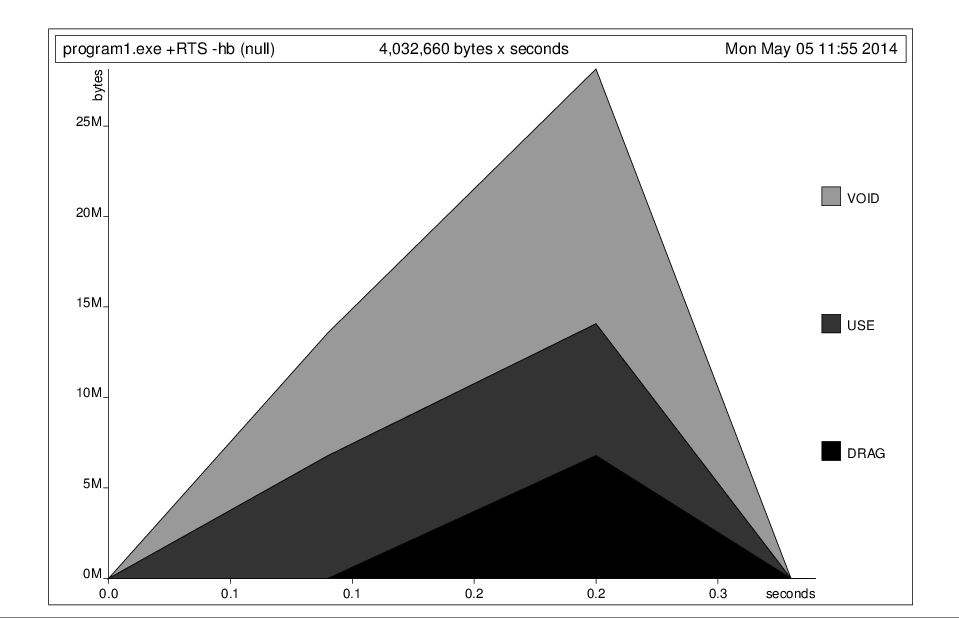 program1.exe +RTS -hb (null) 4,032,660 bytes x seconds Mon May 05 11:55 2014
bytes
25M
20M
15M
10M
5M
0M
VOID
USE
DRAG
0.0 0.1 0.1 0.2 0.2 0.3 seconds